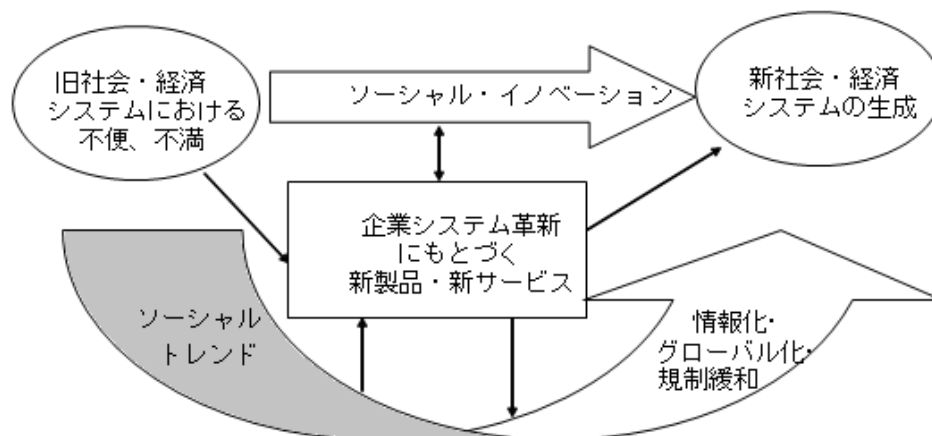 旧社会・経済
システムにおける
不便、不満
ソーシャル・イノベーション
新社会・経済
システムの生成
企業システム革新
にもとづく
新製品・新サービス
ソーシャル
トレンド
情報化・
グローバル化・
規制緩和